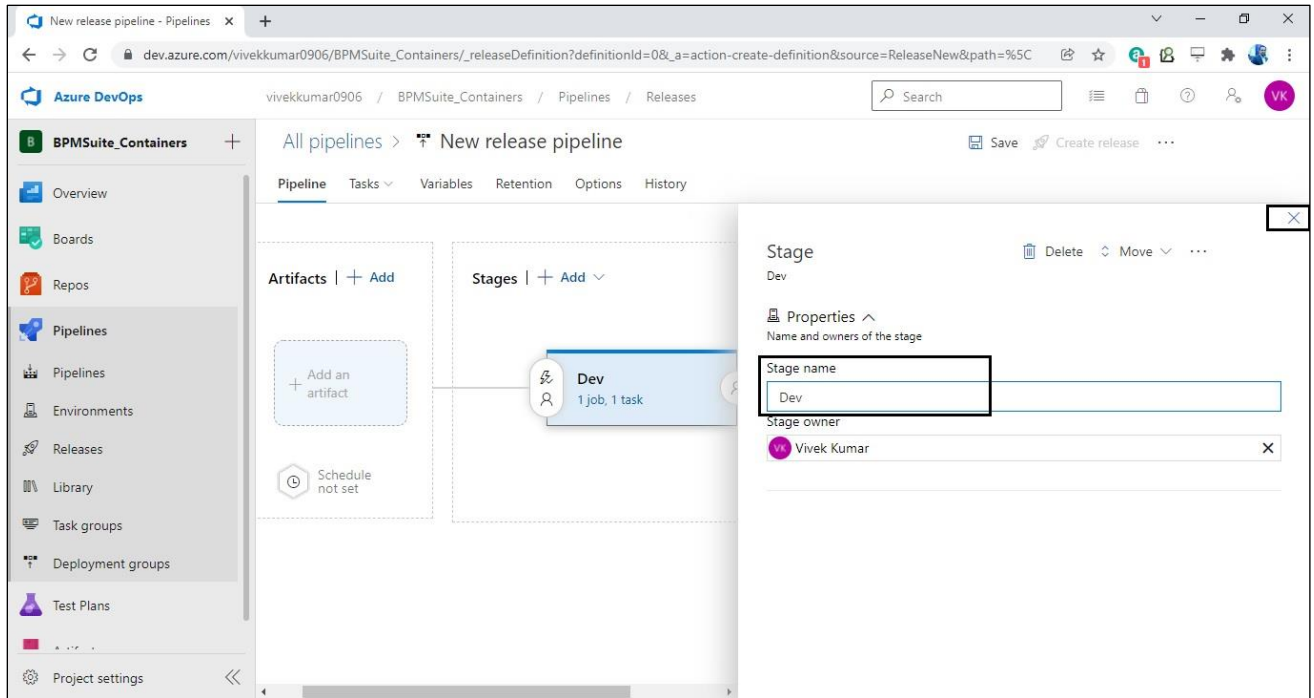 New release pipeline - Pipelines
dev.azure.com/vivekkumar0906/BPMSuite_Containers/_releaseDefinition?definitionId=0&_a=action-create-definition&source=ReleaseNew&path=%5C
1
Azure DevOps
vivekkumar0906 / BPMSuite_Containers / Pipelines / Releases
Search
VK
B BPMSuite_Containers
All pipelines > New release pipeline
Save Create release ...
Overview
Boards
Repos
Pipelines
Pipelines
Environments
Releases
Library
Task groups
Deployment groups
Test Plans
Project settings
Pipeline Tasks Variables Retention Options History
Artifacts | + Add
Stages | + Add
Add an
artifact
Schedule
not set
Dev
1 job, 1 task
Stage
Delete Move ...
Dev
Properties
Name and owners of the stage
Stage name
Dev
Stage owner
VK Vivek Kumar